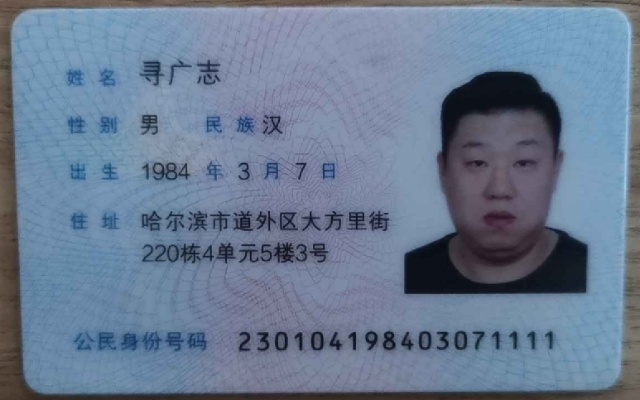 姓名 寻广志
性别 男 民族 汉
出生 1984 年 3 月 7 日
住址 哈尔滨市道外区大方里街
220栋4单元5楼3号
公民身份号码 230104198403071111